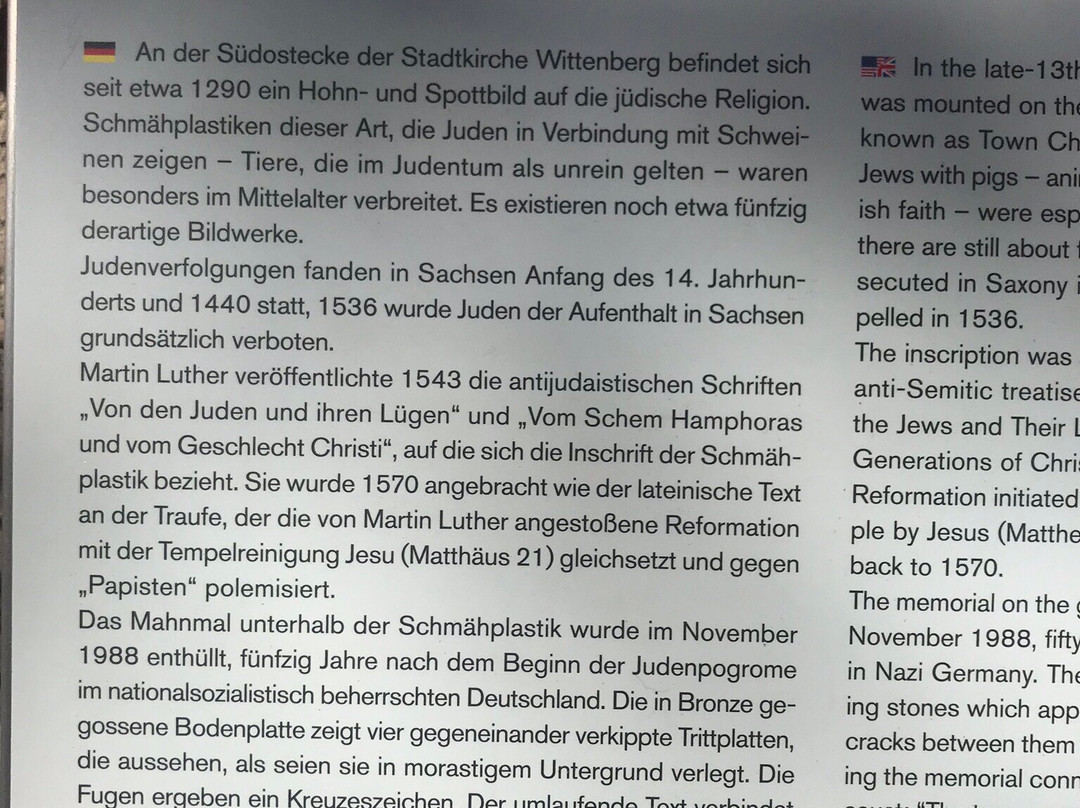 An der Südostecke der Stadtkirche Wittenberg befindet sich
seit etwa 1290 ein Hohn- und Spottbild auf die jüdische Religion.
Schmähplastiken dieser Art, die Juden in Verbindung mit Schwei-
nen zeigen – Tiere, die im Judentum als unrein gelten – waren
besonders im Mittelalter verbreitet. Es existieren noch etwa fünfzig
derartige Bildwerke.
Judenverfolgungen fanden in Sachsen Anfang des 14. Jahrhun-
derts und 1440 statt, 1536 wurde Juden der Aufenthalt in Sachsen
grundsätzlich verboten.
Martin Luther veröffentlichte 1543 die antijudaistischen Schriften
„Von den Juden und ihren Lügen“ und „Vom Schem Hamphoras
und vom Geschlecht Christi“, auf die sich die Inschrift der Schmäh-
plastik bezieht. Sie wurde 1570 angebracht wie der lateinische Text
an der Traufe, der die von Martin Luther angestoßene Reformation
mit der Tempelreinigung Jesu (Matthäus 21) gleichsetzt und gegen
„Papisten“ polemisiert.
Das Mahnmal unterhalb der Schmähplastik wurde im November
1988 enthüllt, fünfzig Jahre nach dem Beginn der Judenpogrome
im nationalsozialistisch beherrschten Deutschland. Die in Bronze ge-
gossene Bodenplatte zeigt vier gegeneinander verkippte Trittplatten,
die aussehen, als seien sie in morastigem Untergrund verlegt. Die
Fugen ergeben ein Kreuzeszeichen. Der umlaufende Text verbindet
In the late-13th
was mounted on the
known as Town Ch
Jews with pigs – ani
ish faith – were esp
there are still about f
secuted in Saxony i
pelled in 1536.
The inscription was
anti-Semitic treatise
the Jews and Their L
Generations of Chris
Reformation initiated
ple by Jesus (Matthe
back to 1570.
The memorial on the g
November 1988, fifty
in Nazi Germany. The
ing stones which app
cracks between them
ing the memorial conn